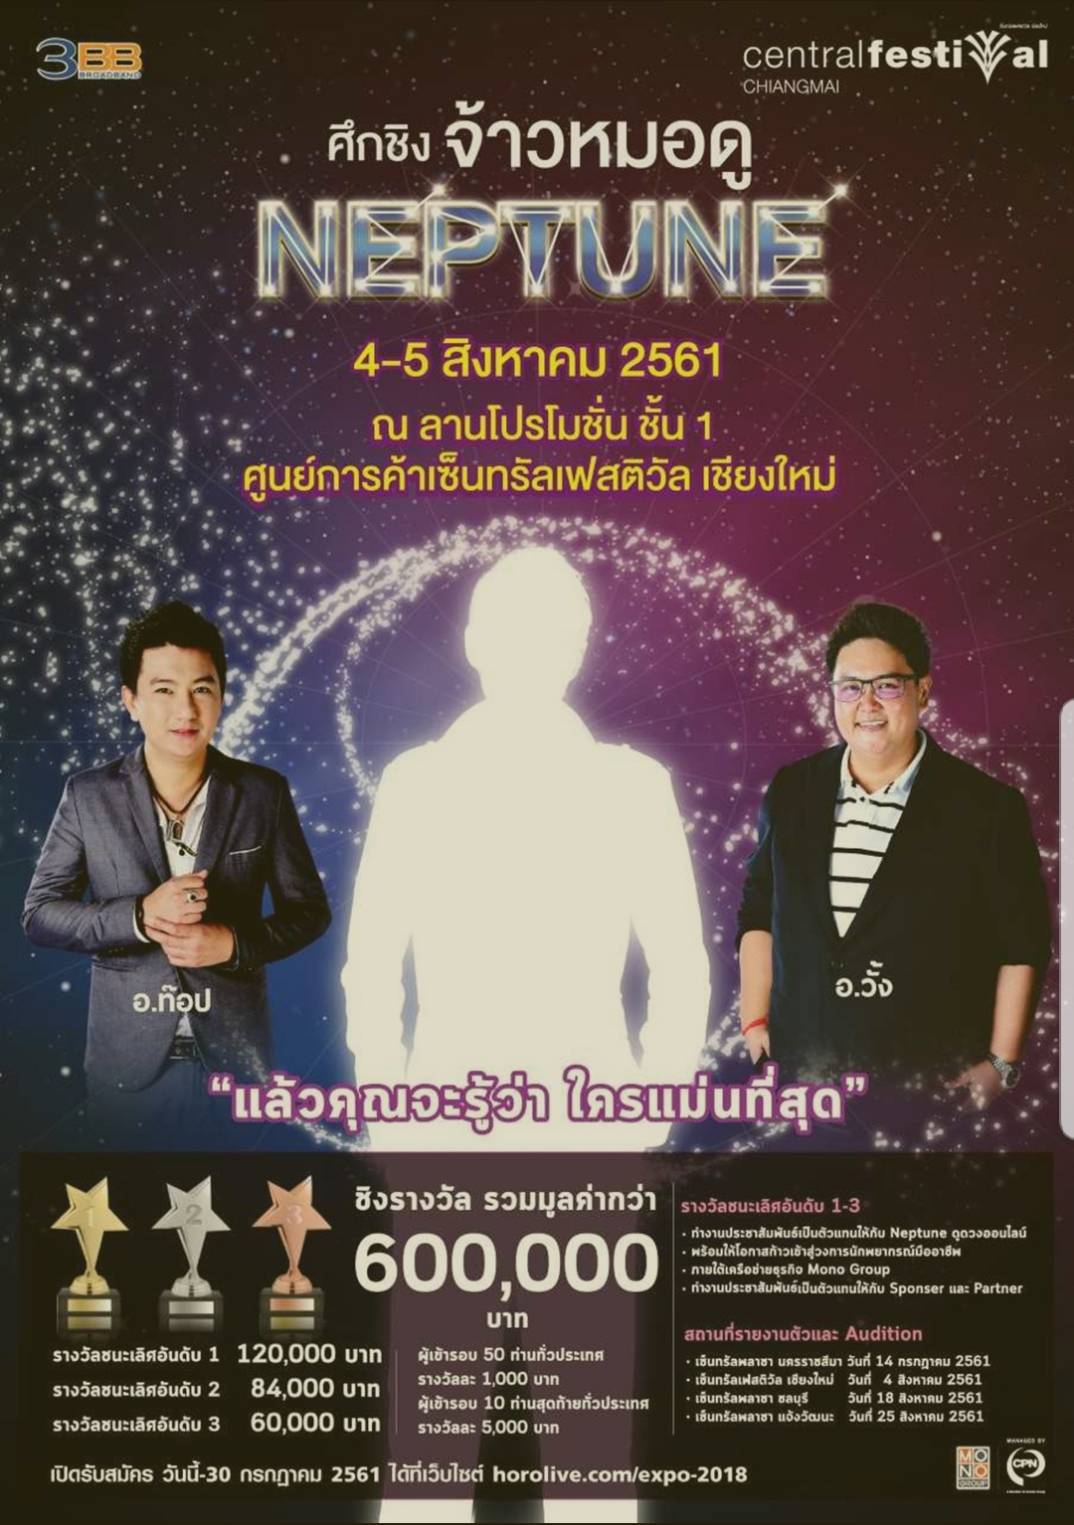 3BB
BROADBAND
centralfestival
CHIANGMAI
ศึกชิง จ้าวหมอดู
NEPTUNE
4-5 สิงหาคม 2561
ณ ลานโปรโมชั่น ชั้น 1
ศูนย์การค้าเซ็นทรัลเฟสติวัล เชียงใหม่
อ.ท๊อป
อ.วั้ง
“แล้วคุณจะรู้ว่า ใครแม่นที่สุด”
1
2
3
ชิงรางวัล รวมมูลค่ากว่า
600,000
บาท
รางวัลชนะเลิศอันดับ 1 120,000 บาท
รางวัลชนะเลิศอันดับ 2 84,000 บาท
รางวัลชนะเลิศอันดับ 3 60,000 บาท
ผู้เข้ารอบ 50 ท่านทั่วประเทศ
รางวัลละ 1,000 บาท
ผู้เข้ารอบ 10 ท่านสุดท้ายทั่วประเทศ
รางวัลละ 5,000 บาท
รางวัลชนะเลิศอันดับ 1-3
· ทำงานประชาสัมพันธ์เป็นตัวแทนให้กับ Neptune ดูดวงออนไลน์
· พร้อมให้โอกาสก้าวเข้าสู่วงการนักพยากรณ์มืออาชีพ
· ภายใต้เครือข่ายธุรกิจ Mono Group
· ทำงานประชาสัมพันธ์เป็นตัวแทนให้กับ Sponser และ Partner
สถานที่รายงานตัวและ Audition
· เซ็นทรัลพลาซา นครราชสีมา วันที่ 14 กรกฎาคม 2561
· เซ็นทรัลเฟสติวัล เชียงใหม่ วันที่ 4 สิงหาคม 2561
· เซ็นทรัลพลาซา ชลบุรี วันที่ 18 สิงหาคม 2561
· เซ็นทรัลพลาซา แจ้งวัฒนะ วันที่ 25 สิงหาคม 2561
เปิดรับสมัคร วันนี้-30 กรกฎาคม 2561 ได้ที่เว็บไซต์ horolive.com/expo-2018
MONO
GROUP
MANAGED BY
CPN